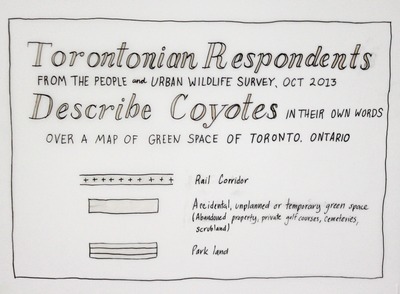 Torontonian Respondents
FROM THE PEOPLE and URBAN WILDLIFE SURVEY, OCT 2013
Describe Coyotes IN THEIR OWN WORDS
OVER A MAP OF GREEN SPACE OF TORONTO, ONTARIO
Rail Corridor
Accidental, unplanned or temporary green space
(Abandoned property, private golf courses, cemeteries,
scrubland)
Park land